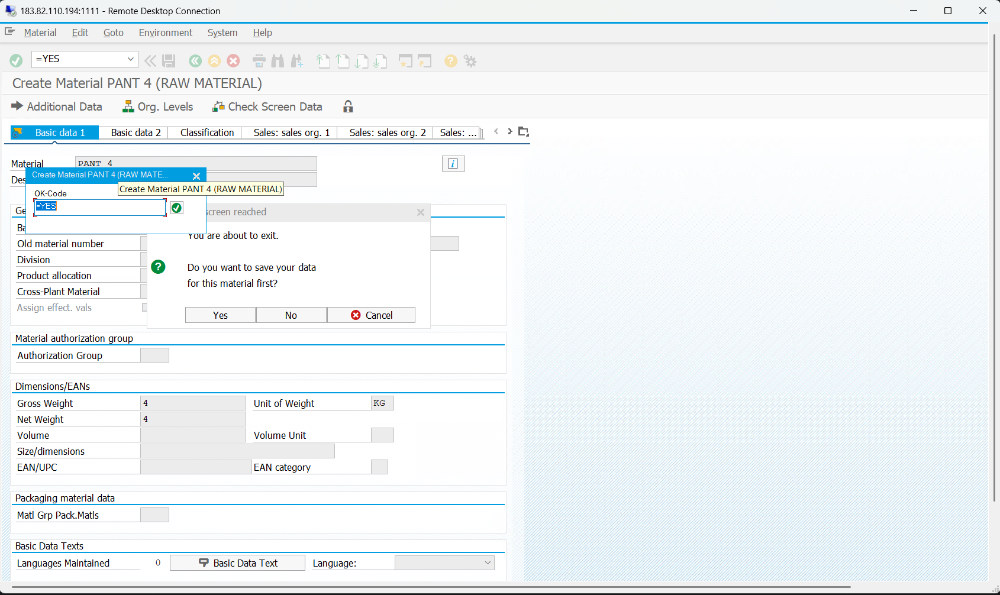 183.82.110.194:1111 - Remote Desktop Connection
Material Edit Goto Environment System Help
=YES
Create Material PANT 4 (RAW MATERIAL)
Additional Data Org. Levels Check Screen Data
Basic data 1 Basic data 2 Classification Sales: sales org. 1 Sales: sales org. 2 Sales: ...
Material PANT 4
Des
Create Material PANT 4 (RAW MATE...
Create Material PANT 4 (RAW MATERIAL)
OK-Code
=YES
Ge
screen reached
Ba
You are about to exit.
Old material number
Division
Do you want to save your data
Product allocation
for this material first?
Cross-Plant Material
Assign effect. vals
Yes No Cancel
Material authorization group
Authorization Group
Dimensions/EANs
Gross Weight 4 Unit of Weight KG
Net Weight 4
Volume Volume Unit
Size/dimensions
EAN/UPC EAN category
Packaging material data
Matl Grp Pack.Matls
Basic Data Texts
Languages Maintained 0 Basic Data Text Language: